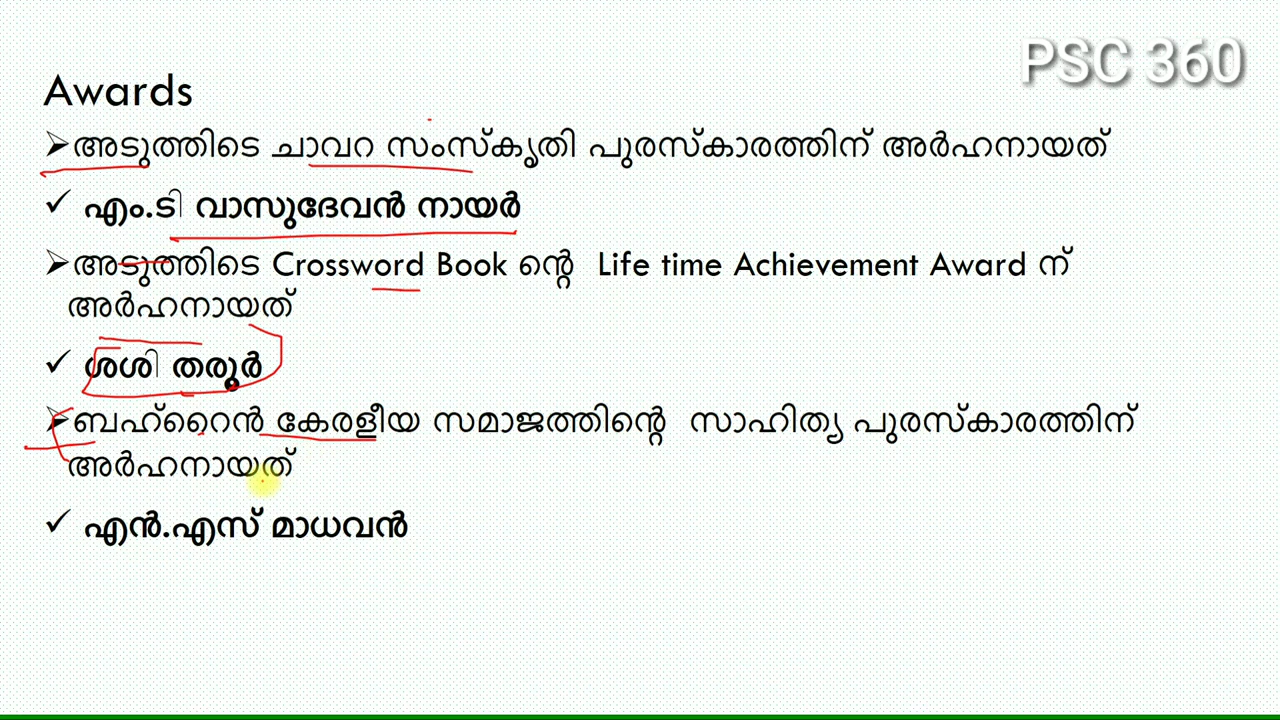 PSC 360
Awards
➢അടുത്തിടെ ചാവറ സംസ്കൃതി പുരസ്കാരത്തിന് അർഹനായത്
✓ എം.ടി വാസുദേവൻ നായർ
➢അടുത്തിടെ Crossword Book ന്റെ Life time Achievement Award ന്
അർഹനായത്
✓ ശശി തരൂർ
➢ബഹ്റൈൻ കേരളീയ സമാജത്തിന്റെ സാഹിത്യ പുരസ്കാരത്തിന്
അർഹനായത്
✓ എൻ.എസ് മാധവൻ